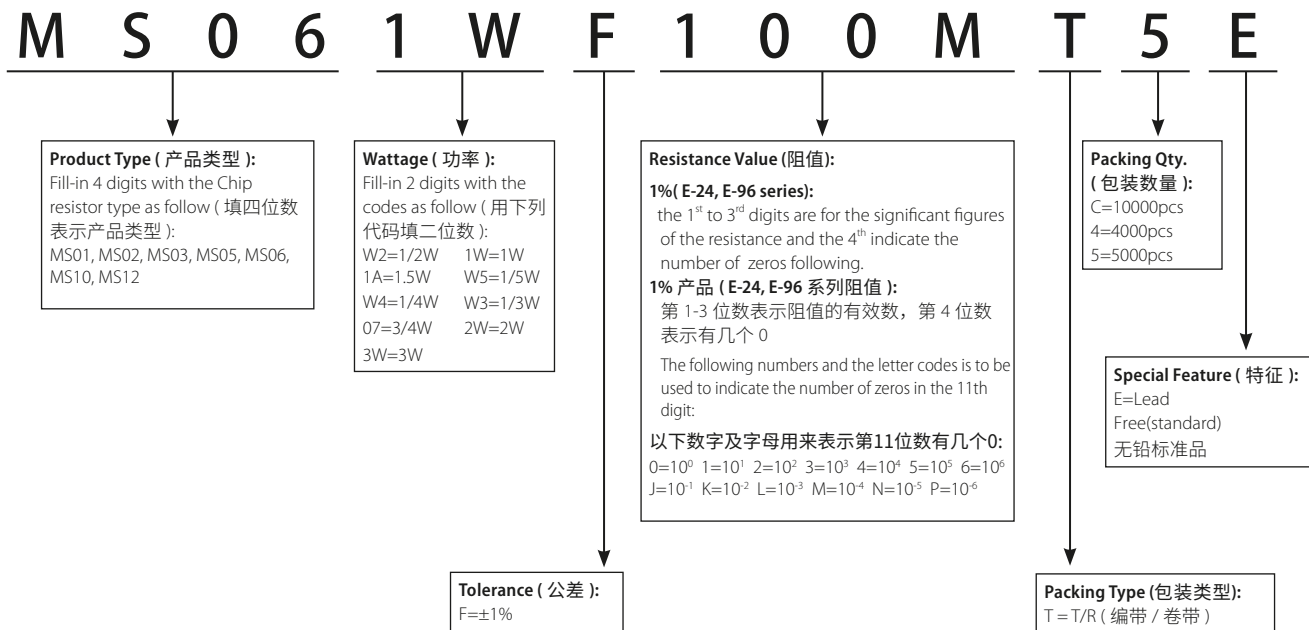 M S 0 6 1 W F 1 0 0 M T 5 E
Product Type ( 产品类型 ):
Fill-in 4 digits with the Chip
resistor type as follow ( 填四位数
表示产品类型 ):
MS01, MS02, MS03, MS05, MS06,
MS10, MS12
Wattage ( 功率 ):
Fill-in 2 digits with the
codes as follow ( 用下列
代码填二位数 ):
W2=1/2W 1W=1W
1A=1.5W W5=1/5W
W4=1/4W W3=1/3W
07=3/4W 2W=2W
3W=3W
Resistance Value (阻值):
1%( E-24, E-96 series):
the 1st to 3rd digits are for the significant figures
of the resistance and the 4th indicate the
number of zeros following.
1% 产品 ( E-24, E-96 系列阻值 ):
第 1-3 位数表示阻值的有效数，第 4 位数
表示有几个 0
The following numbers and the letter codes is to be
used to indicate the number of zeros in the 11th
digit:
以下数字及字母用来表示第11位数有几个0:
0=10⁰ 1=10¹ 2=10² 3=10³ 4=10⁴ 5=10⁵ 6=10⁶
J=10⁻¹ K=10⁻² L=10⁻³ M=10⁻⁴ N=10⁻⁵ P=10⁻⁶
Packing Qty.
( 包装数量 ):
C=10000pcs
4=4000pcs
5=5000pcs
Special Feature ( 特征 ):
E=Lead
Free(standard)
无铅标准品
Tolerance ( 公差 ):
F=±1%
Packing Type (包装类型):
T = T/R ( 编带 / 卷带 )